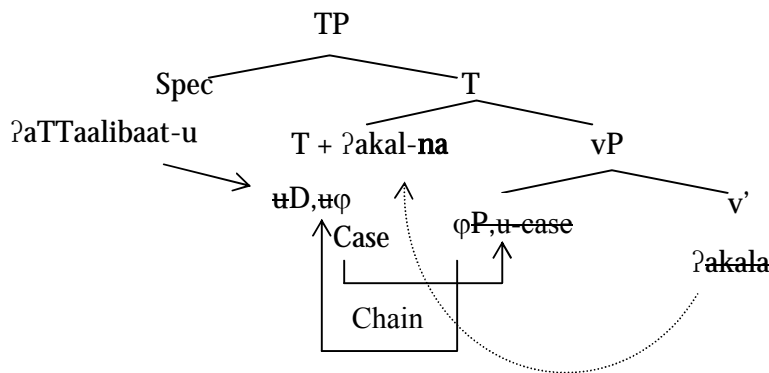 TP
Spec T
ʔaTTaalibaat-u
T + ʔakal-na vP
uD,uφ v'
Case φP,u-case
ʔakala
Chain